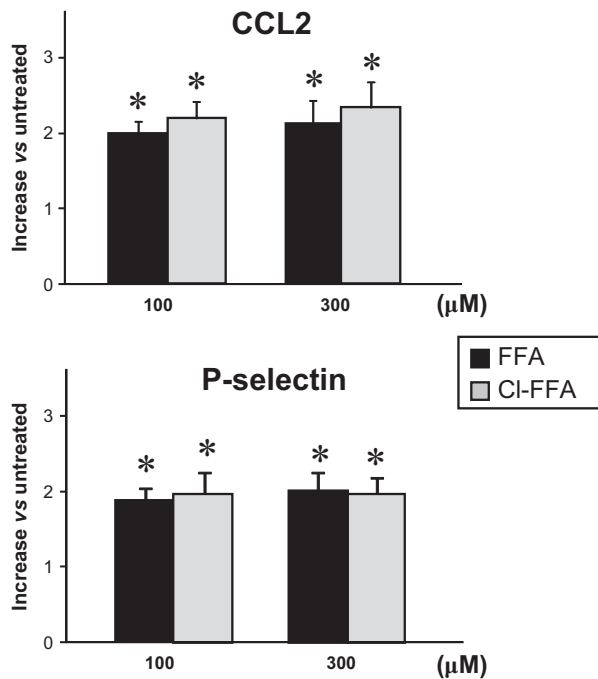 CCL2
Increase vs untreated
3
2
1
0
* * * *
100 300 (µM)
FFA
Cl-FFA
P-selectin
Increase vs untreated
3
2
1
0
* * * *
100 300 (µM)